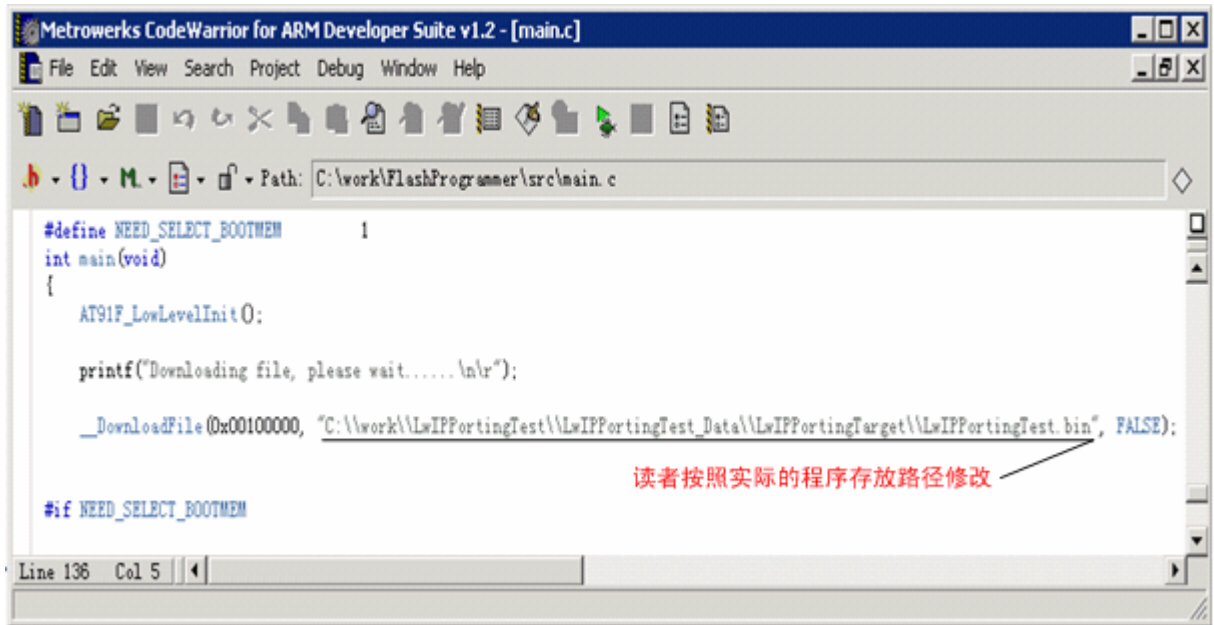 Metrowerks CodeWarrior for ARM Developer Suite v1.2 - [main.c]
File Edit View Search Project Debug Window Help
.h {} M. Path: C:\work\FlashProgrammer\src\main.c
#define NEED_SELECT_BOOTMEM 1
int main(void)
{
AT91F_LowLevelInit();
printf("Downloading file, please wait......\n\r");
__DownloadFile(0x00100000, "C:\\work\\LwIPPortingTest\\LwIPPortingTest_Data\\LwIPPortingTarget\\LwIPPortingTest.bin", FALSE);
读者按照实际的程序存放路径修改
#if NEED_SELECT_BOOTMEM
Line 136 Col 5